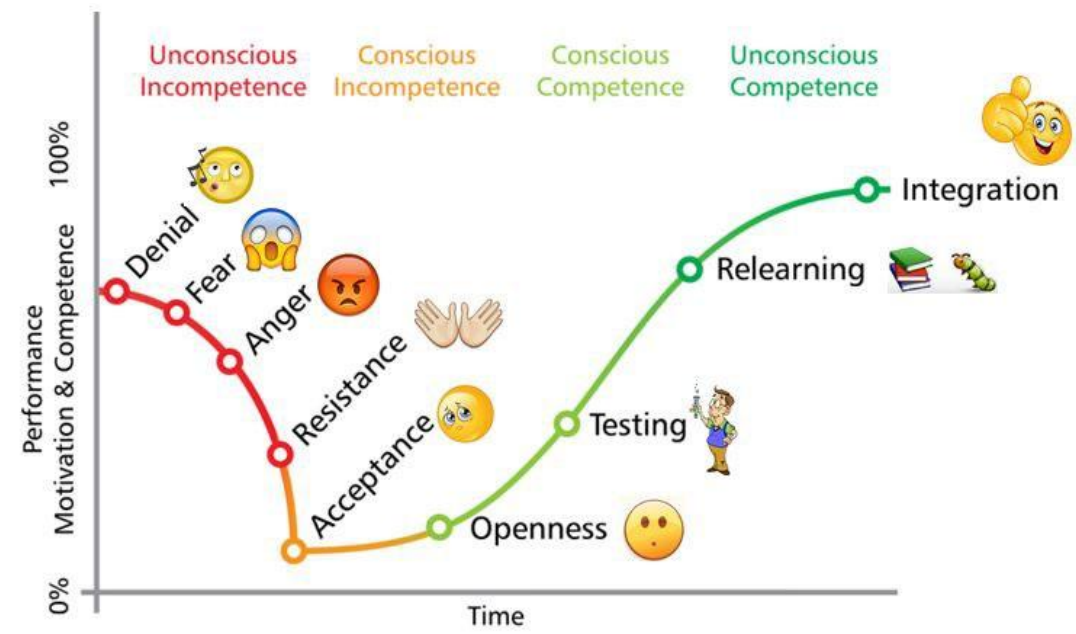 Unconscious
Incompetence
Conscious
Incompetence
Conscious
Competence
Unconscious
Competence
100%
Performance
Motivation & Competence
0%
Denial
Fear
Anger
Resistance
Acceptance
Openness
Testing
Relearning
Integration
Time